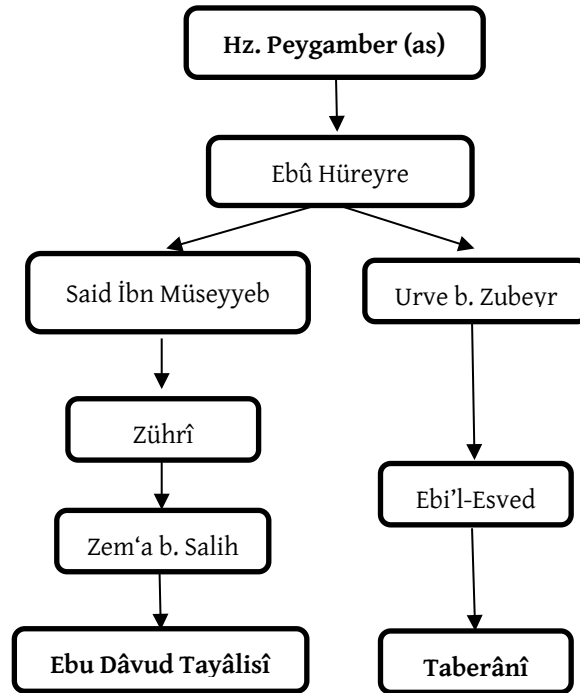 Hz. Peygamber (as)
Ebû Hüreyre
Said İbn Müseyyeb
Urve b. Zubeyr
Zührî
Ebi’l-Esved
Zem‘a b. Salih
Ebu Dâvud Tayâlisî
Taberânî